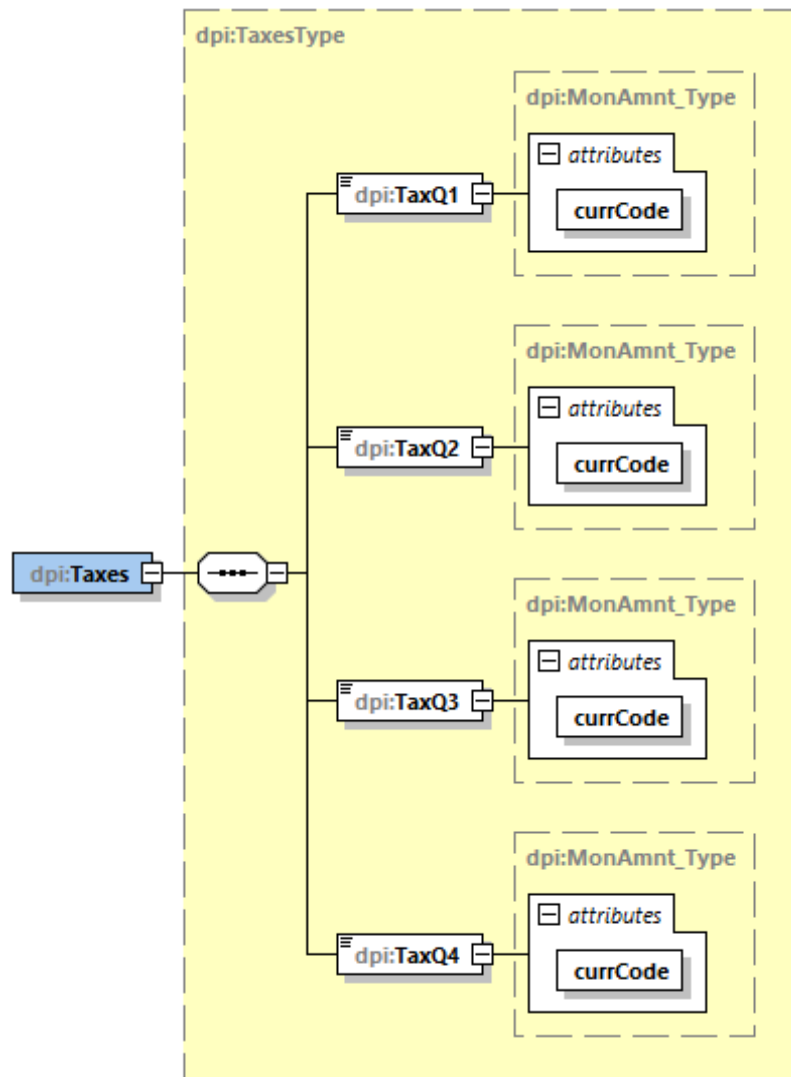 dpi:TaxesType
dpi:MonAmnt_Type
attributes
dpi:TaxQ1
currCode
dpi:MonAmnt_Type
attributes
dpi:TaxQ2
currCode
dpi:Taxes
dpi:MonAmnt_Type
attributes
dpi:TaxQ3
currCode
dpi:MonAmnt_Type
attributes
dpi:TaxQ4
currCode